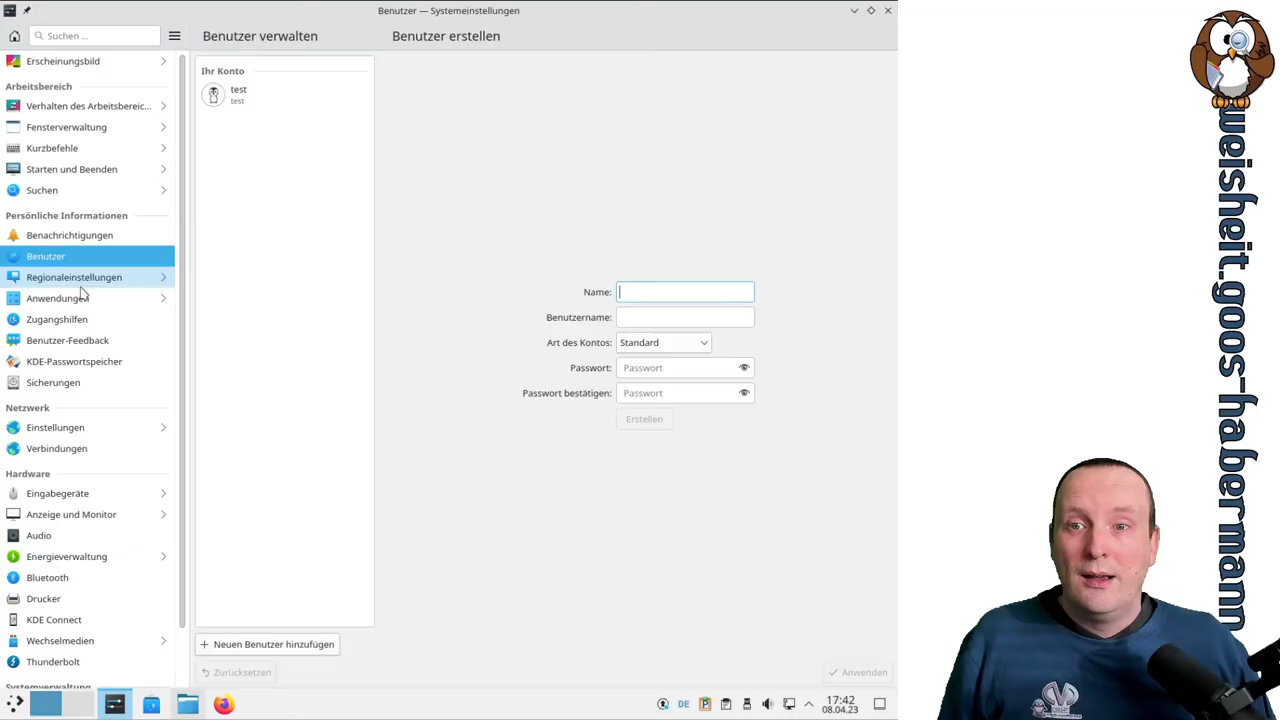 Benutzer — Systemeinstellungen
Suchen ...
Benutzer verwalten
Benutzer erstellen
Erscheinungsbild
Arbeitsbereich
Verhalten des Arbeitsbereic...
Fensterverwaltung
Kurzbefehle
Starten und Beenden
Suchen
Persönliche Informationen
Benachrichtigungen
Benutzer
Regionaleinstellungen
Anwendungen
Zugangshilfen
Benutzer-Feedback
KDE-Passwortspeicher
Sicherungen
Netzwerk
Einstellungen
Verbindungen
Hardware
Eingabegeräte
Anzeige und Monitor
Audio
Energieverwaltung
Bluetooth
Drucker
KDE Connect
Wechselmedien
Thunderbolt
Systemverwaltung
Ihr Konto
test
test
Neuen Benutzer hinzufügen
Zurücksetzen
Name:
Benutzername:
Art des Kontos: Standard
Passwort: Passwort
Passwort bestätigen: Passwort
Erstellen
Anwenden
DE
17:42
08.04.23
weisheit.goos-habermann